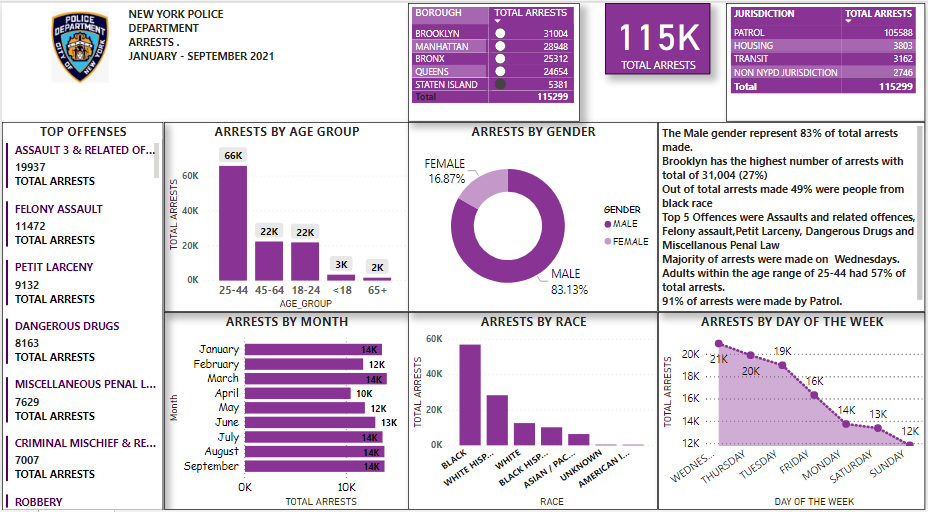 POLICE
DEPARTMENT
CITY OF
NEW YORK
NEW YORK POLICE
DEPARTMENT
ARRESTS .
JANUARY - SEPTEMBER 2021
BOROUGH TOTAL ARRESTS
BROOKLYN 31004
MANHATTAN 28948
BRONX 25312
QUEENS 24654
STATEN ISLAND 5381
Total 115299
115K
TOTAL ARRESTS
JURISDICTION TOTAL ARRESTS
PATROL 105588
HOUSING 3803
TRANSIT 3162
NON NYPD JURISDICTION 2746
Total 115299
TOP OFFENSES
ASSAULT 3 & RELATED OF...
19937
TOTAL ARRESTS
FELONY ASSAULT
11472
TOTAL ARRESTS
PETIT LARCENY
9132
TOTAL ARRESTS
DANGEROUS DRUGS
8163
TOTAL ARRESTS
MISCELLANEOUS PENAL L...
7629
TOTAL ARRESTS
CRIMINAL MISCHIEF & RE...
7007
TOTAL ARRESTS
ROBBERY
ARRESTS BY AGE GROUP
TOTAL ARRESTS
60K
40K
20K
0K
66K
22K
22K
3K
2K
25-44 45-64 18-24 <18 65+
AGE_GROUP
ARRESTS BY GENDER
FEMALE
16.87%
MALE
83.13%
GENDER
MALE
FEMALE
The Male gender represent 83% of total arrests
made.
Brooklyn has the highest number of arrests with
total of 31,004 (27%)
Out of total arrests made 49% were people from
black race
Top 5 Offences were Assaults and related offences,
Felony assault,Petit Larceny, Dangerous Drugs and
Miscellanous Penal Law
Majority of arrests were made on Wednesdays.
Adults within the age range of 25-44 had 57% of
total arrests.
91% of arrests were made by Patrol.
ARRESTS BY MONTH
Month
January 14K
February 12K
March 14K
April 10K
May 12K
June 13K
July 14K
August 14K
September 14K
0K 10K
TOTAL ARRESTS
ARRESTS BY RACE
TOTAL ARRESTS
60K
40K
20K
0K
BLACK
WHITE HISP...
WHITE
BLACK HISP...
ASIAN / PAC...
UNKNOWN
AMERICAN I...
RACE
ARRESTS BY DAY OF THE WEEK
TOTAL ARRESTS
20K
18K
16K
14K
12K
21K
20K
19K
16K
14K
13K
12K
WEDNES...
THURSDAY
TUESDAY
FRIDAY
MONDAY
SATURDAY
SUNDAY
DAY OF THE WEEK